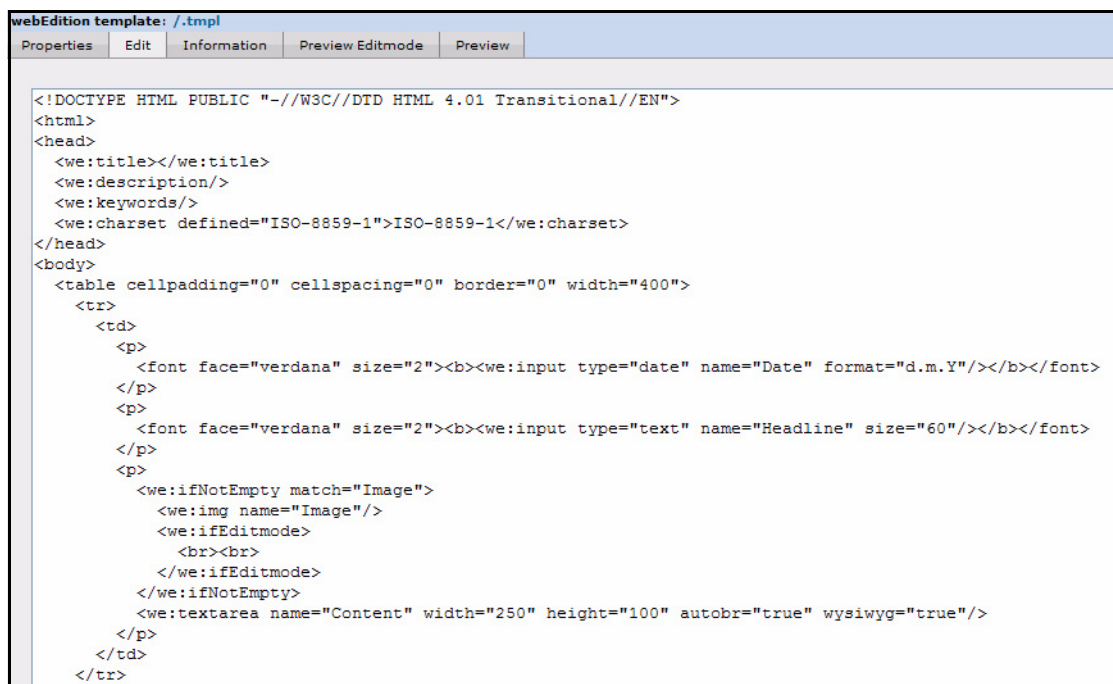 webEdition template: /.tmpl
Properties Edit Information Preview Editmode Preview
<!DOCTYPE HTML PUBLIC "-//W3C//DTD HTML 4.01 Transitional//EN">
<html>
<head>
  <we:title></we:title>
  <we:description/>
  <we:keywords/>
  <we:charset defined="ISO-8859-1">ISO-8859-1</we:charset>
</head>
<body>
  <table cellpadding="0" cellspacing="0" border="0" width="400">
    <tr>
      <td>
        <p>
          <font face="verdana" size="2"><b><we:input type="date" name="Date" format="d.m.Y"/></b></font>
        </p>
        <p>
          <font face="verdana" size="2"><b><we:input type="text" name="Headline" size="60"/></b></font>
        </p>
        <p>
          <we:ifNotEmpty match="Image">
            <we:img name="Image"/>
            <we:ifEditmode>
              <br><br>
            </we:ifEditmode>
          </we:ifNotEmpty>
          <we:textarea name="Content" width="250" height="100" autobr="true" wysiwyg="true"/>
        </p>
      </td>
    </tr>